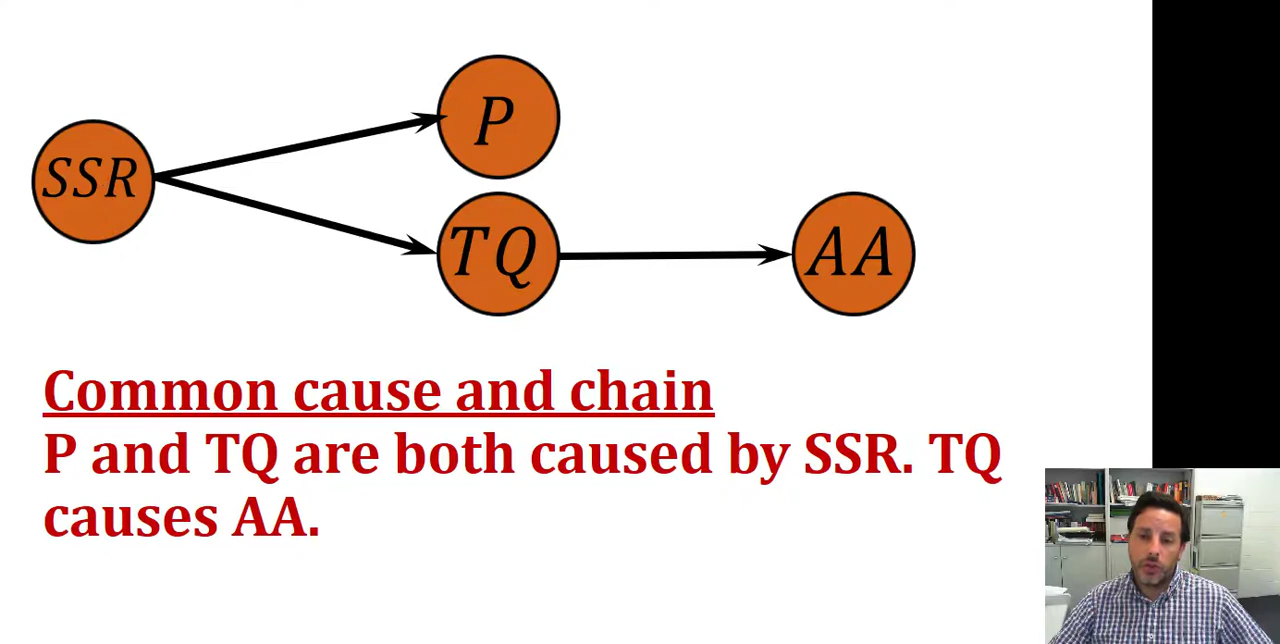 P
SSR
TQ
AA
Common cause and chain
P and TQ are both caused by SSR. TQ
causes AA.